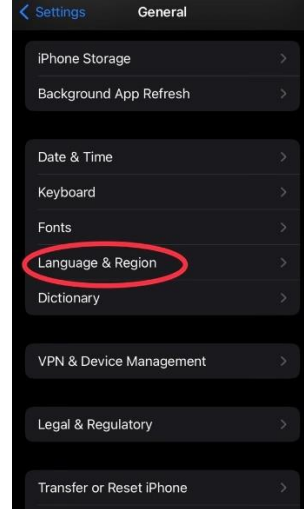 Settings General
iPhone Storage
Background App Refresh
Date & Time
Keyboard
Fonts
Language & Region
Dictionary
VPN & Device Management
Legal & Regulatory
Transfer or Reset iPhone